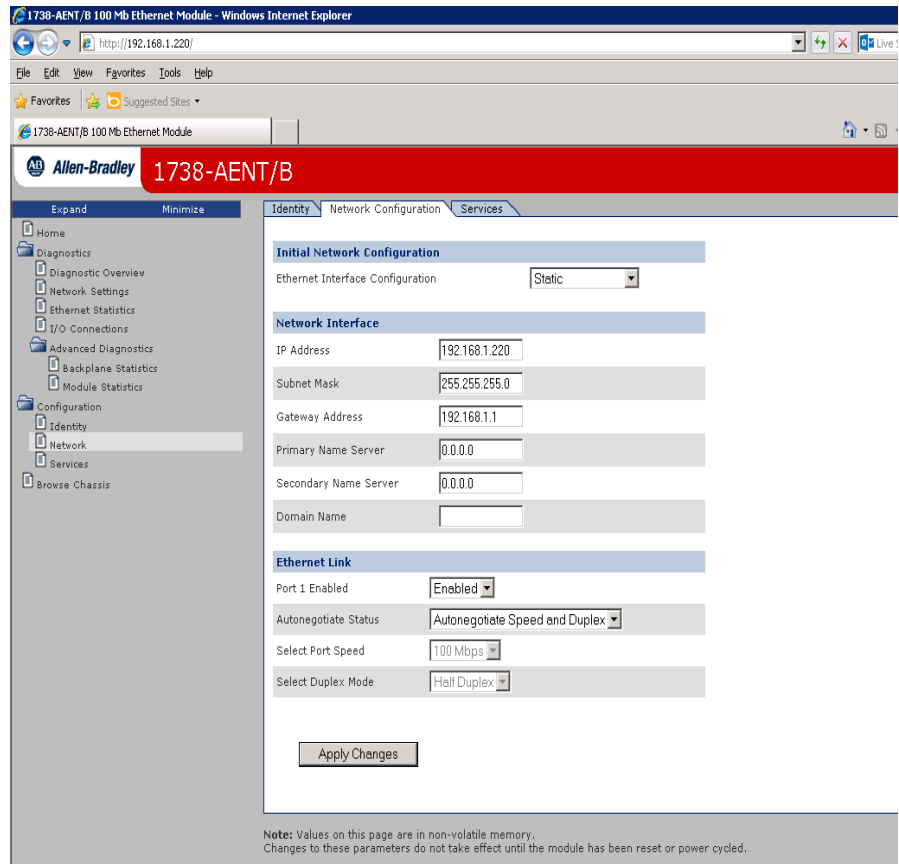 1738-AENT/B 100 Mb Ethernet Module - Windows Internet Explorer
http://192.168.1.220/
Live
File Edit View Favorites Tools Help
Favorites Suggested Sites
1738-AENT/B 100 Mb Ethernet Module
AB Allen-Bradley 1738-AENT/B
Expand Minimize
Home
Diagnostics
Diagnostic Overview
Network Settings
Ethernet Statistics
I/O Connections
Advanced Diagnostics
Backplane Statistics
Module Statistics
Configuration
Identity
Network
Services
Browse Chassis
Identity Network Configuration Services
Initial Network Configuration
Ethernet Interface Configuration Static
Network Interface
IP Address 192.168.1.220
Subnet Mask 255.255.255.0
Gateway Address 192.168.1.1
Primary Name Server 0.0.0.0
Secondary Name Server 0.0.0.0
Domain Name
Ethernet Link
Port 1 Enabled Enabled
Autonegotiate Status Autonegotiate Speed and Duplex
Select Port Speed 100 Mbps
Select Duplex Mode Half Duplex
Apply Changes
Note: Values on this page are in non-volatile memory.
Changes to these parameters do not take effect until the module has been reset or power cycled.